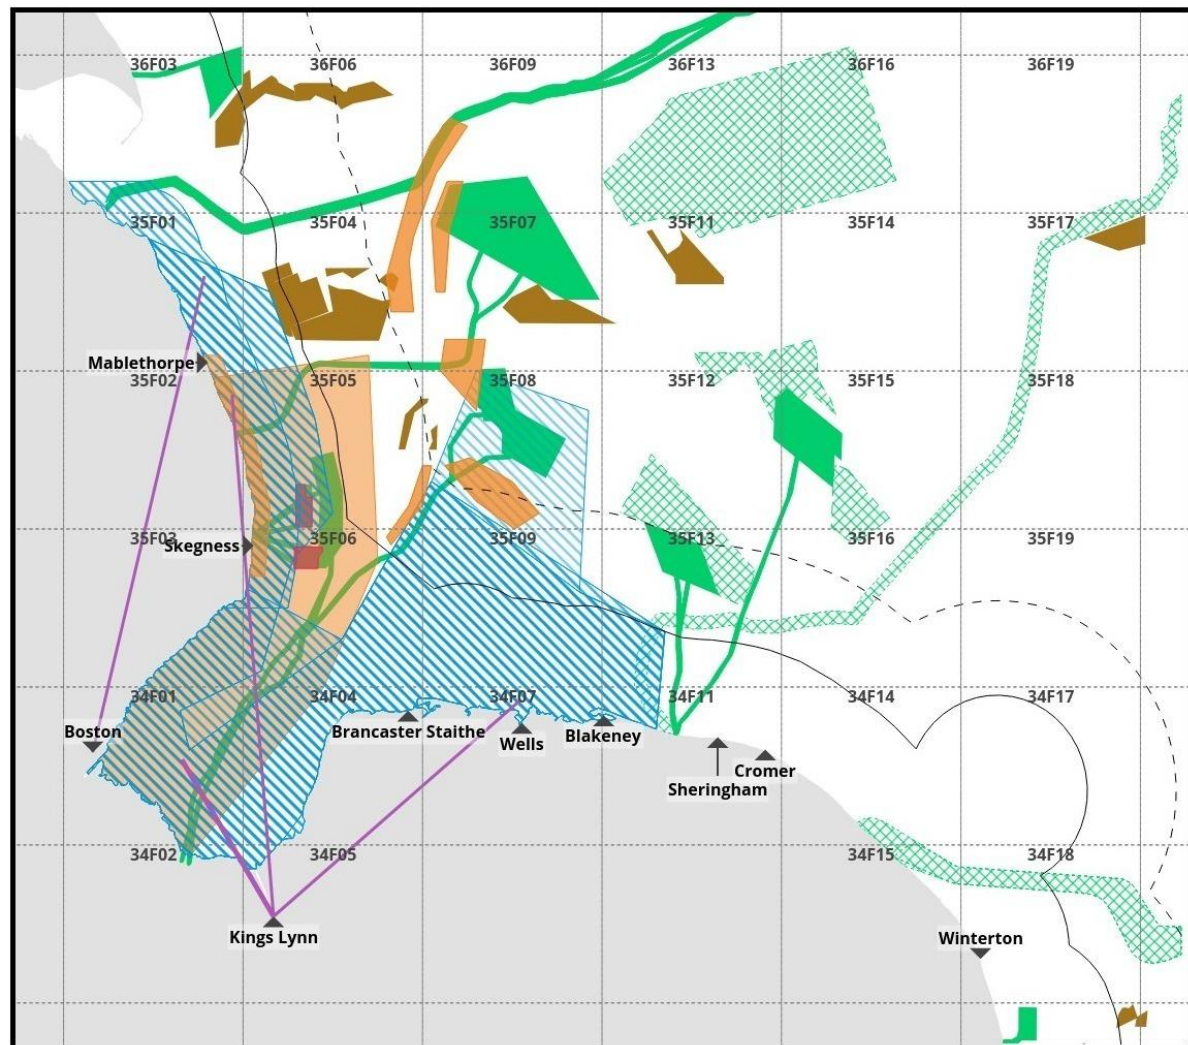 36F03 36F06 36F09 36F13 36F16 36F19
35F01 35F04 35F07 35F11 35F14 35F17
Mablethorpe
35F02 35F05 35F08 35F12 35F15 35F18
35F03 35F06 35F09 35F13 35F16 35F19
Skegness
34F01 34F04 34F07 34F11 34F14 34F17
Boston Brancaster Staithe Wells Blakeney
Cromer
Sheringham
34F02 34F05 34F15 34F18
Kings Lynn Winterton